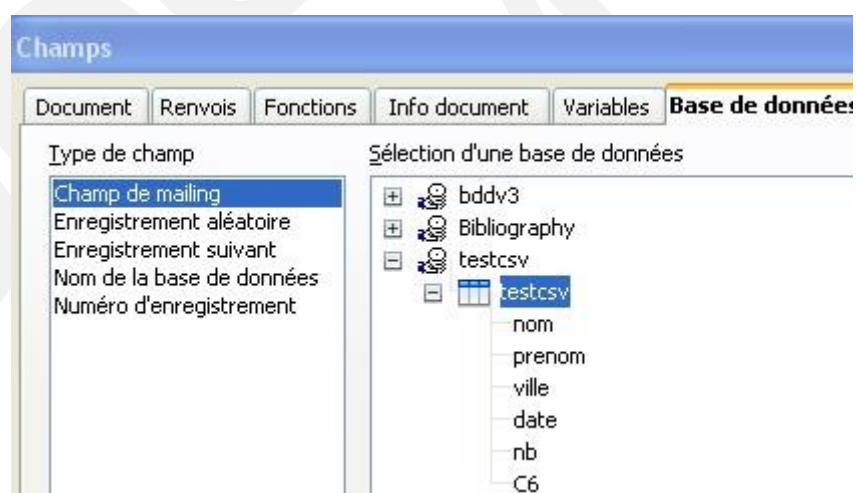 Champs
Document Renvois Fonctions Info document Variables Base de données
Type de champ
Champ de mailing
Enregistrement aléatoire
Enregistrement suivant
Nom de la base de données
Numéro d'enregistrement
Sélection d'une base de données
bddv3
Bibliography
testcsv
testcsv
nom
prenom
ville
date
nb
C6